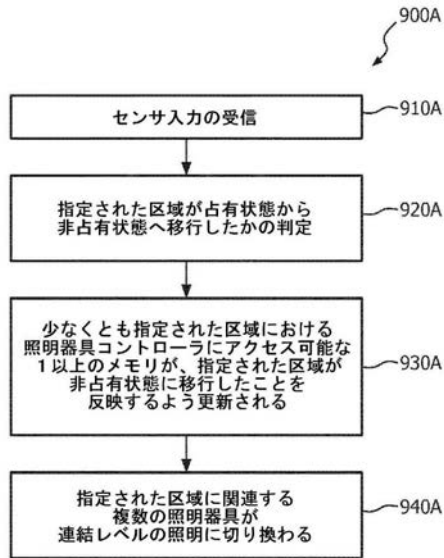 900A
センサ入力の受信
910A
指定された区域が占有状態から
非占有状態へ移行したかの判定
920A
少なくとも指定された区域における
照明器具コントローラにアクセス可能な
1以上のメモリが、指定された区域が
非占有状態に移行したことを
反映するよう更新される
930A
指定された区域に関連する
複数の照明器具が
連結レベルの照明に切り換わる
940A